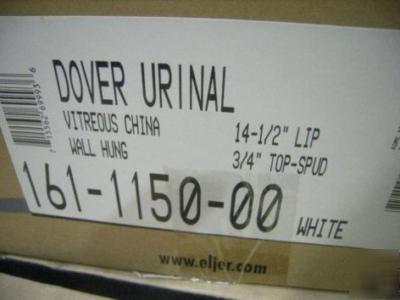 DOVER URINAL
VITREOUS CHINA
14-1/2" LIP
WALL HUNG
3/4" TOP-SPUD
161-1150-00
WHITE
www.eljer.com